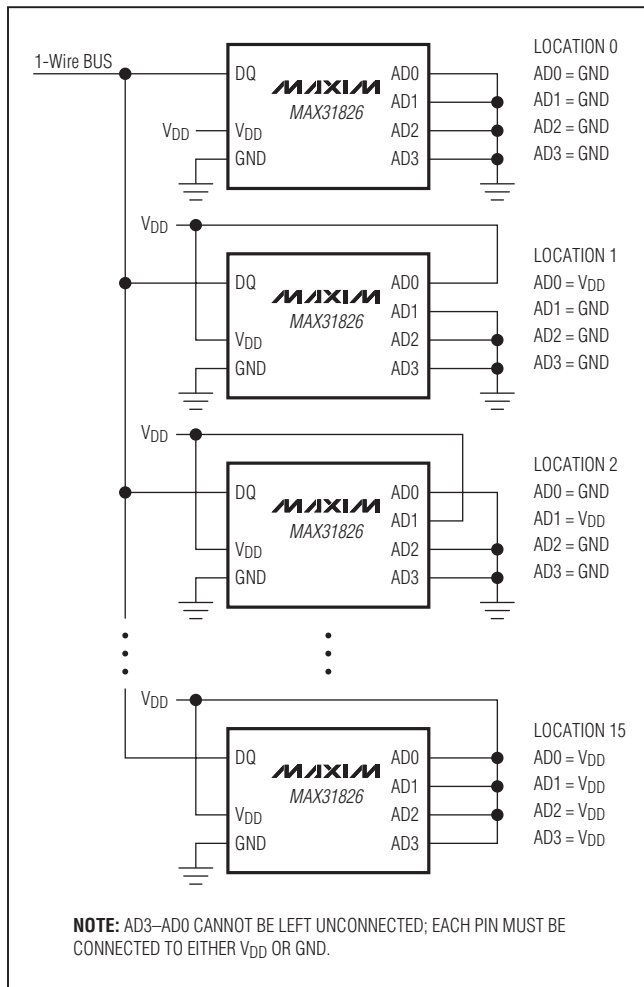 1-Wire BUS
DQ
VDD
VDD
GND
MAXIM
MAX31826
AD0
AD1
AD2
AD3
LOCATION 0
AD0 = GND
AD1 = GND
AD2 = GND
AD3 = GND
VDD
DQ
VDD
GND
MAXIM
MAX31826
AD0
AD1
AD2
AD3
LOCATION 1
AD0 = VDD
AD1 = GND
AD2 = GND
AD3 = GND
VDD
DQ
VDD
GND
MAXIM
MAX31826
AD0
AD1
AD2
AD3
LOCATION 2
AD0 = GND
AD1 = VDD
AD2 = GND
AD3 = GND
VDD
DQ
VDD
GND
MAXIM
MAX31826
AD0
AD1
AD2
AD3
LOCATION 15
AD0 = VDD
AD1 = VDD
AD2 = VDD
AD3 = VDD
NOTE: AD3–AD0 CANNOT BE LEFT UNCONNECTED; EACH PIN MUST BE
CONNECTED TO EITHER VDD OR GND.